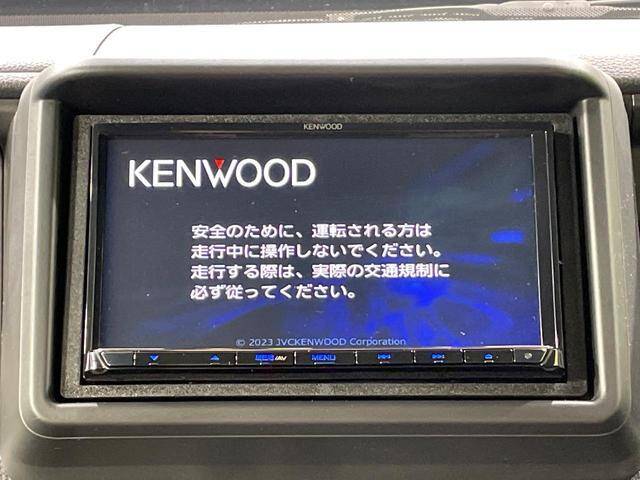 KENWOOD
KENWOOD
安全のために、運転される方は
走行中に操作しないでください。
走行する際は、実際の交通規制に
必ず従ってください。
© 2023 JVCKENWOOD Corporation
MENU